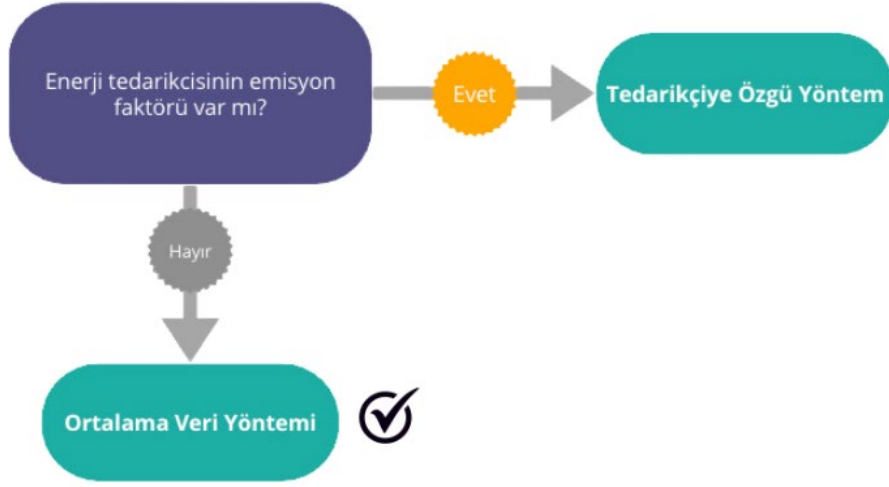 Enerji tedarikcisinin emisyon
faktörü var mı?
Evet
Tedarikçiye Özgü Yöntem
Hayır
Ortalama Veri Yöntemi